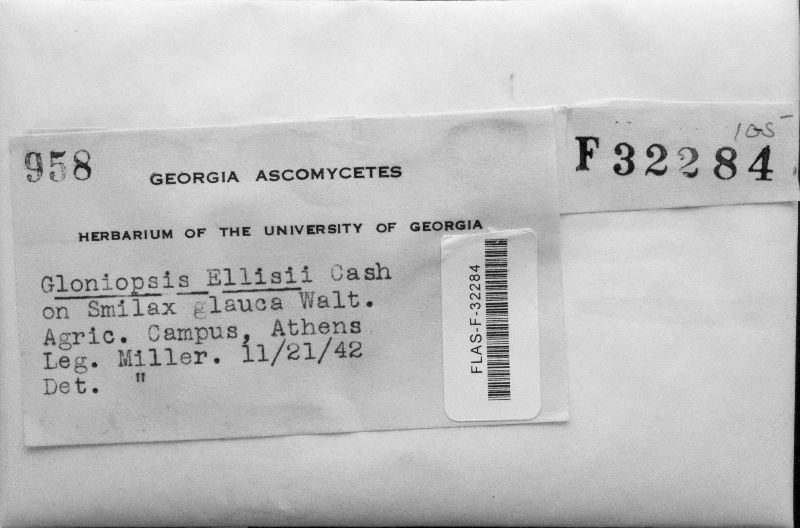 958
GEORGIA ASCOMYCETES
HERBARIUM OF THE UNIVERSITY OF GEORGIA
Gloniopsis Ellisii Cash
on Smilax glauca Walt.
Agric. Campus, Athens
Leg. Miller. 11/21/42
Det. "
FLAS-F-32284
F 32284